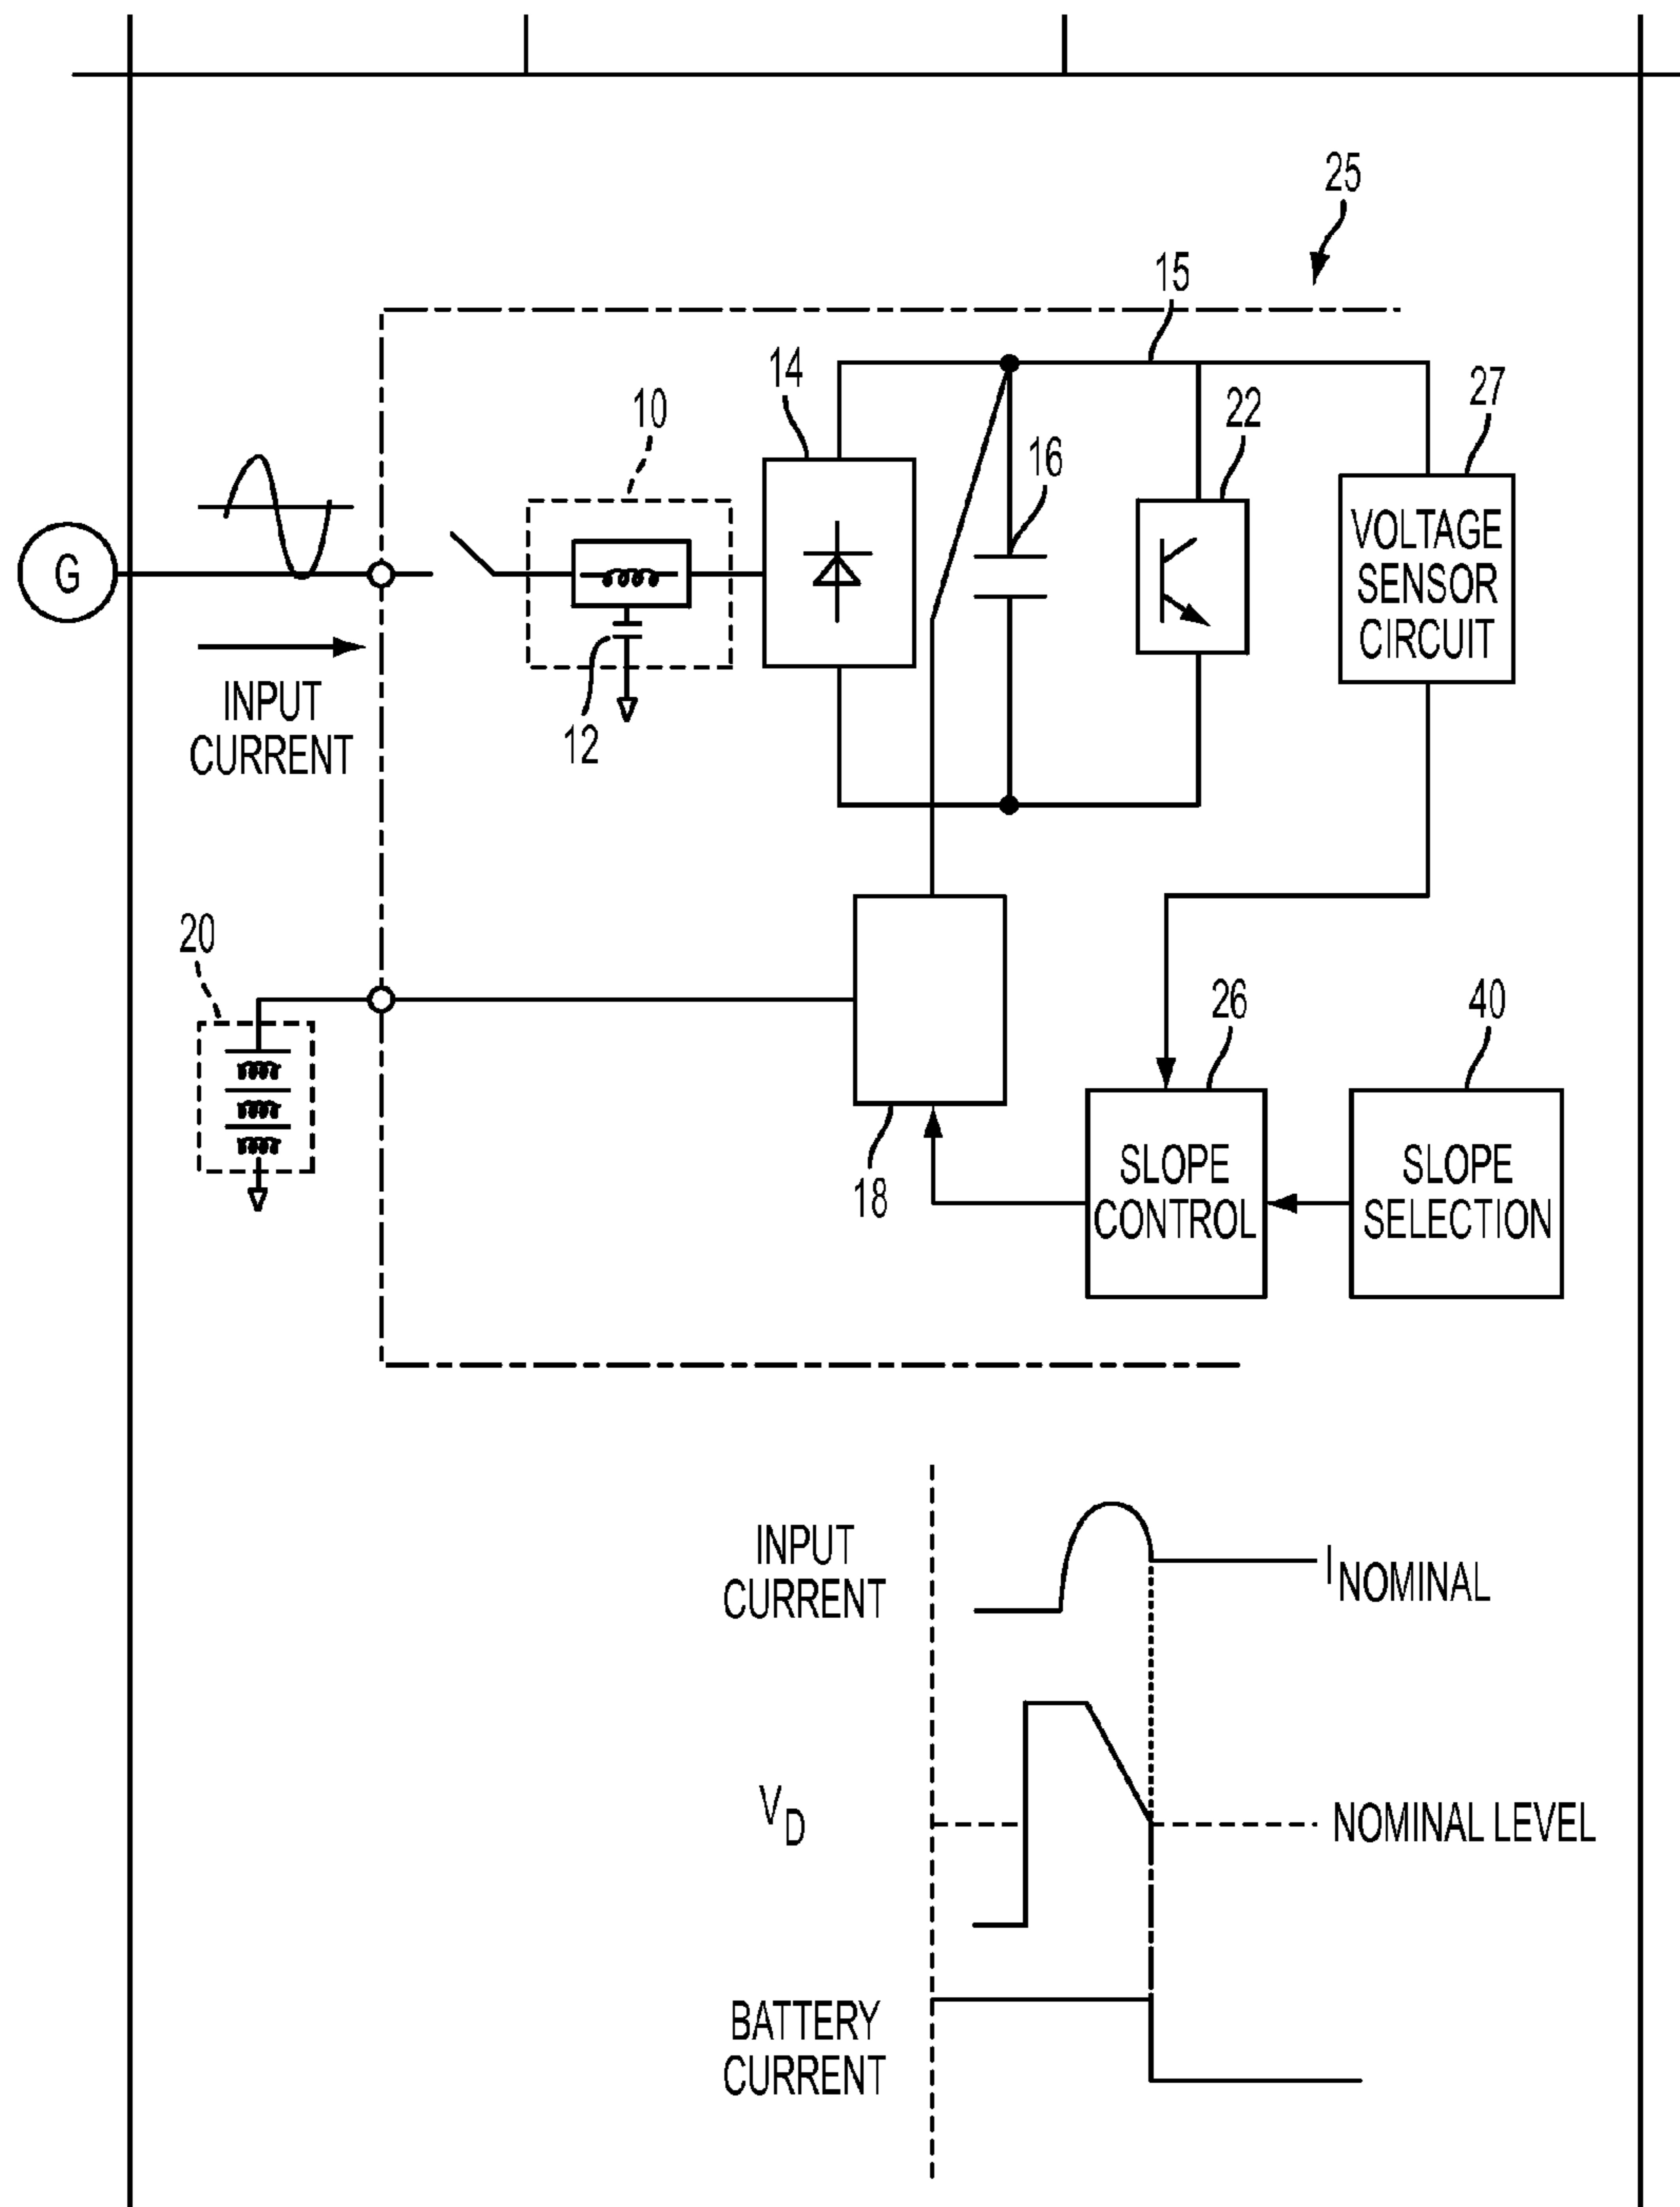 25
15
14
27
10
22
16
VOLTAGE
SENSOR
CIRCUIT
G
INPUT
CURRENT
12
20
26
40
SLOPE
CONTROL
SLOPE
SELECTION
18
INPUT
CURRENT
I NOMINAL
VD
NOMINAL LEVEL
BATTERY
CURRENT